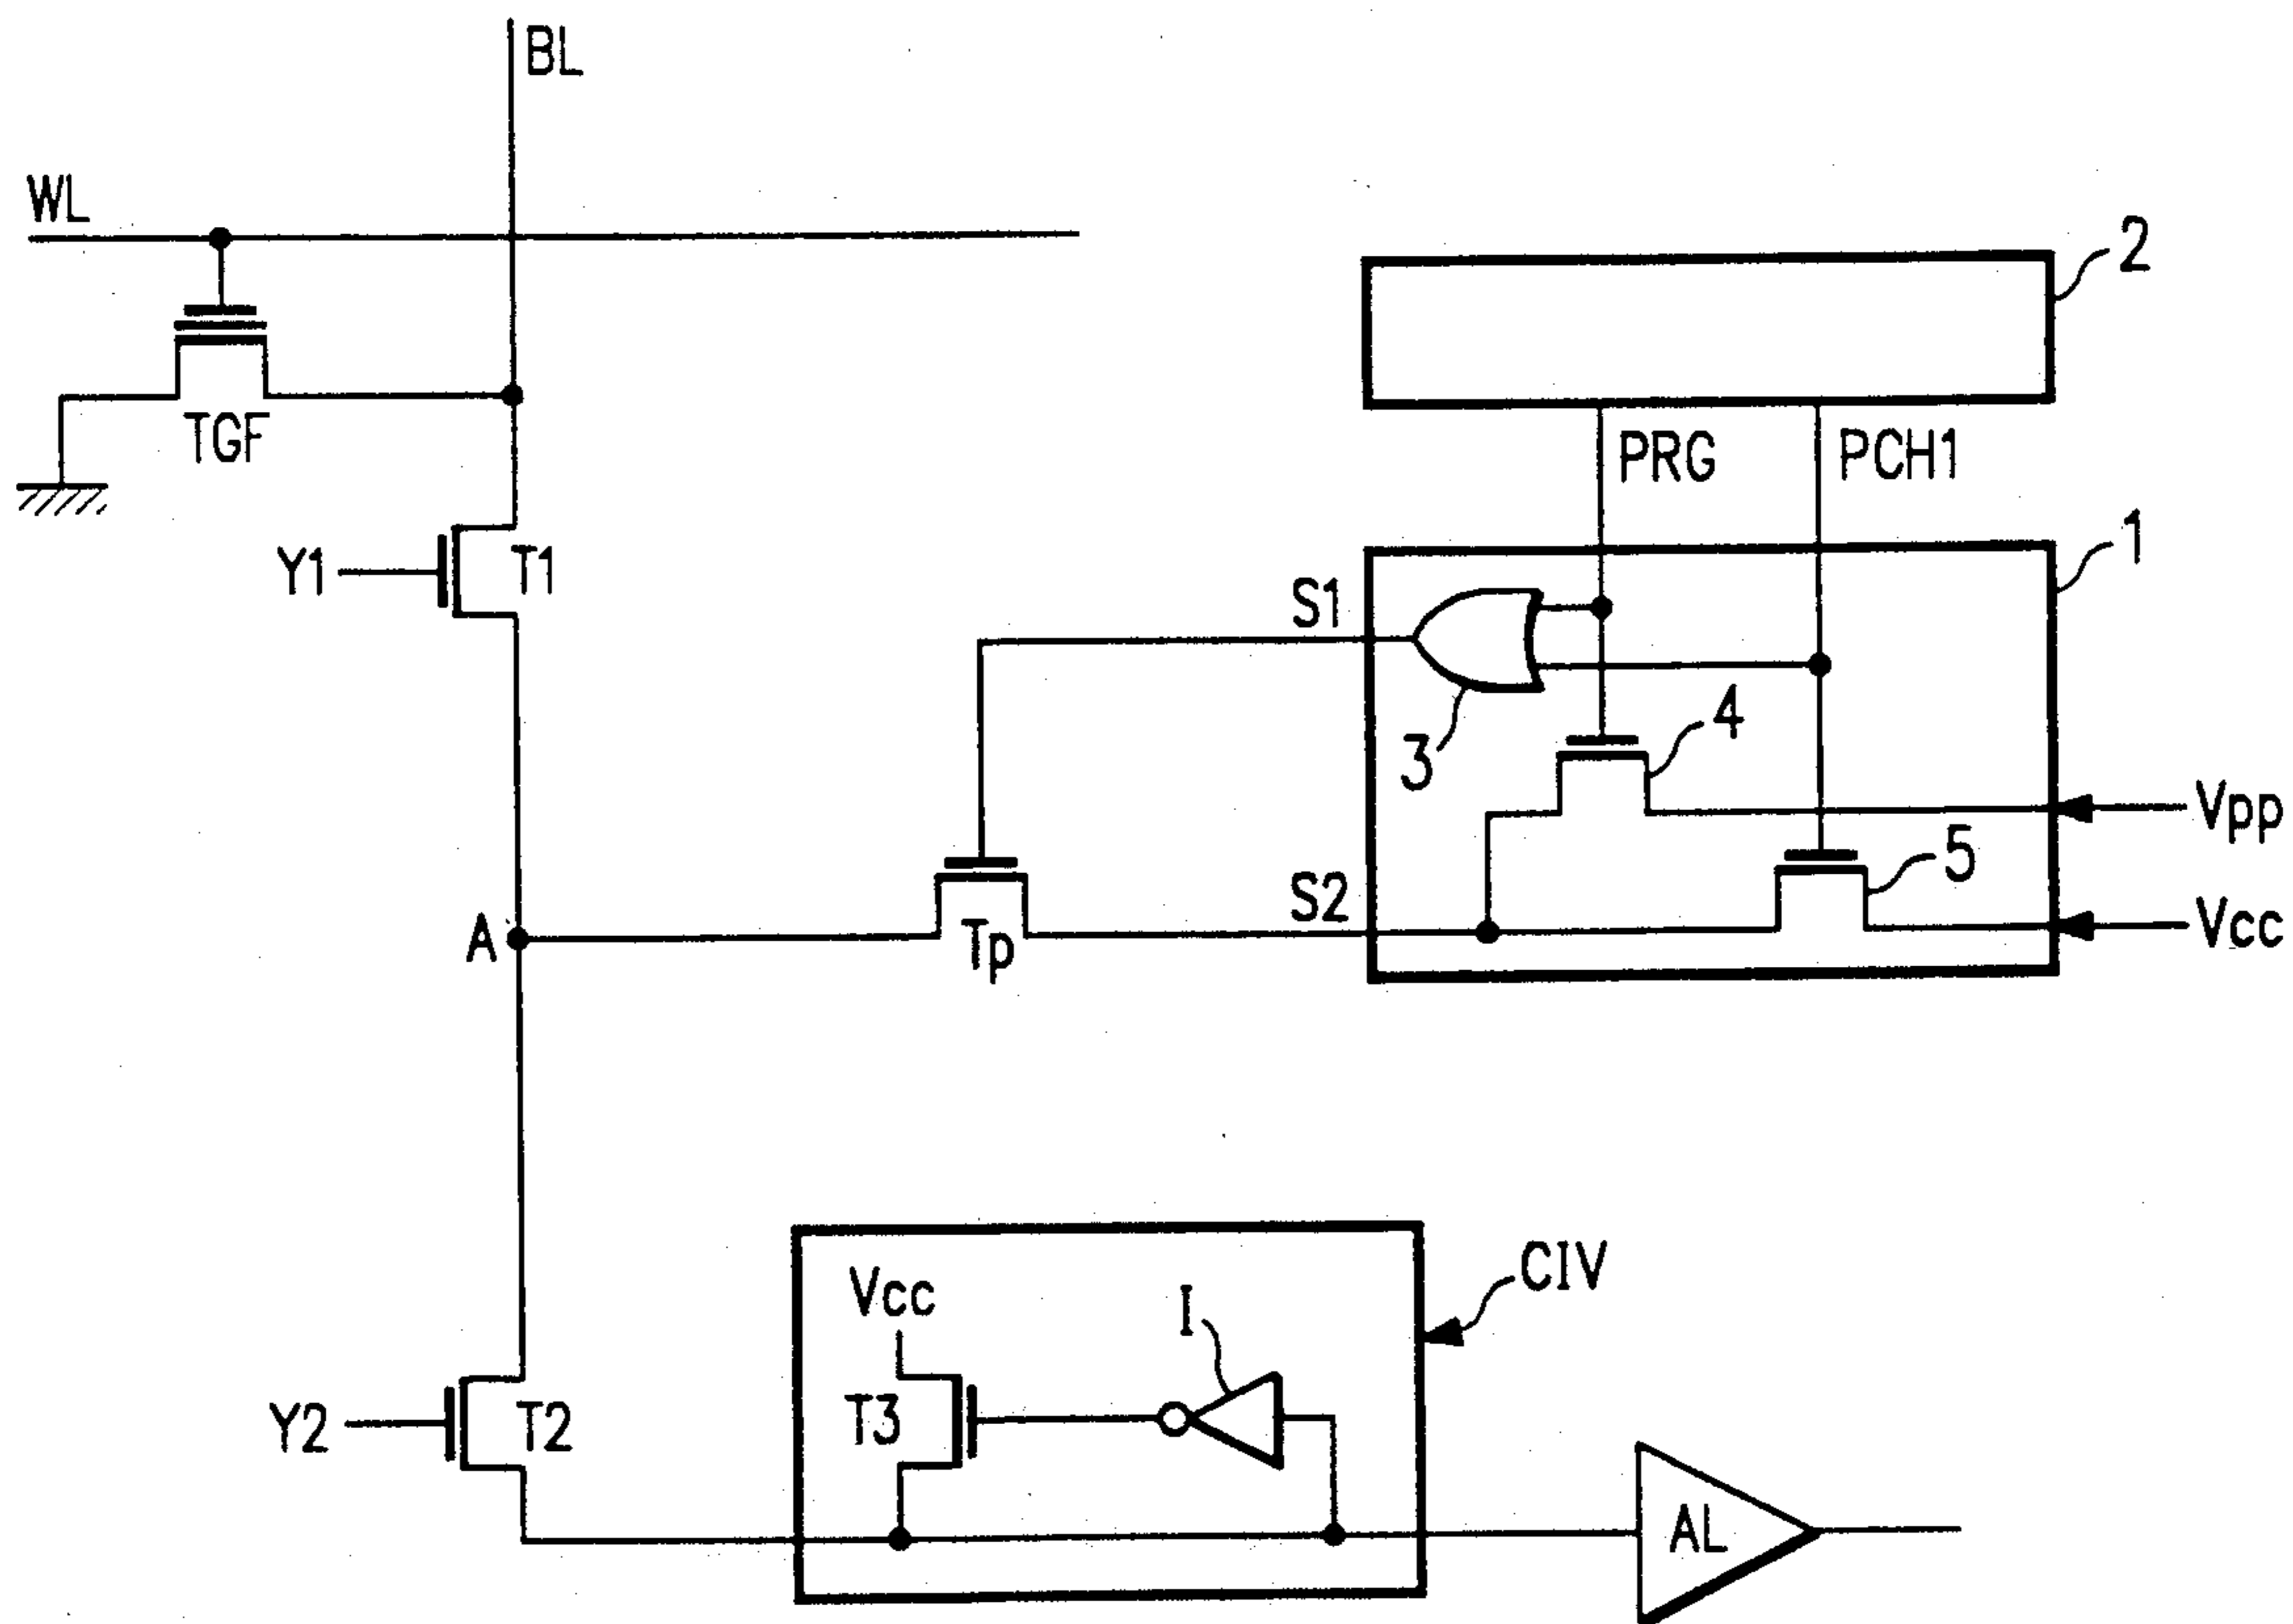 BL
WL
2
TGF
PRG
PCH1
1
Y1
T1
S1
3
4
Vpp
5
A
Tp
S2
Vcc
CIV
Vcc
I
Y2
T2
T3
AL